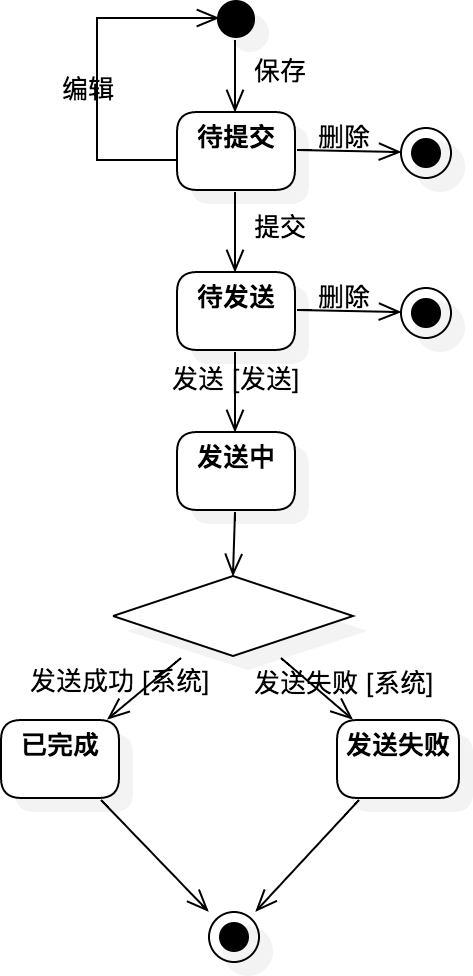 保存
编辑
待提交
删除
提交
待发送
删除
发送 [发送]
发送中
发送成功 [系统]
发送失败 [系统]
已完成
发送失败